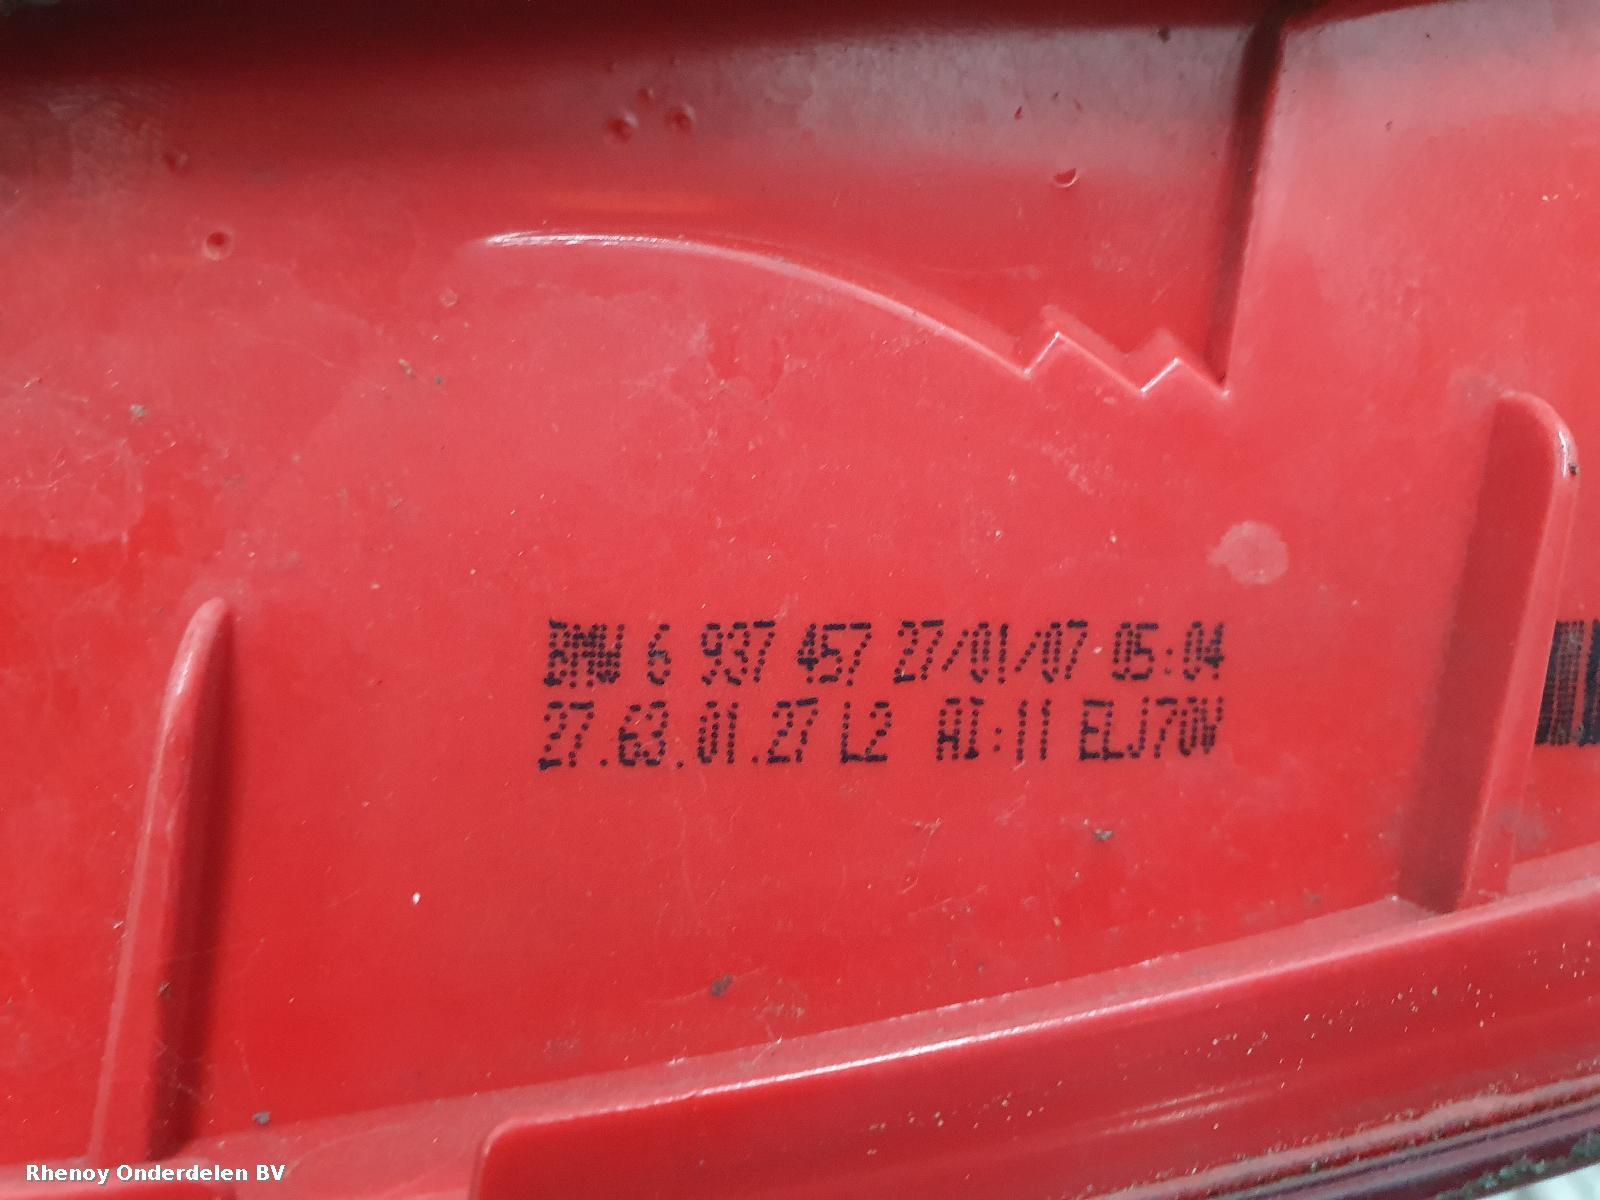 BMW 6 937 457 27/01/07 05:04
27.63.01.27 L2 AI:11 ELJ70V
Rhenoy Onderdelen BV